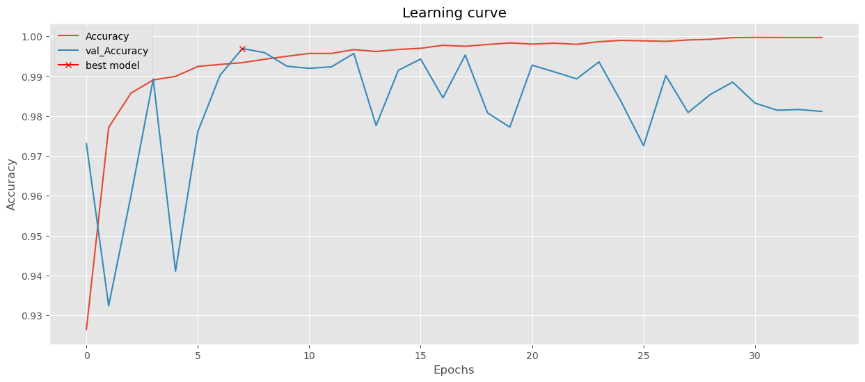 Learning curve
Accuracy
val_Accuracy
best model
1.00
0.99
0.98
0.97
0.96
0.95
0.94
0.93
Accuracy
0
5
10
15
20
25
30
Epochs